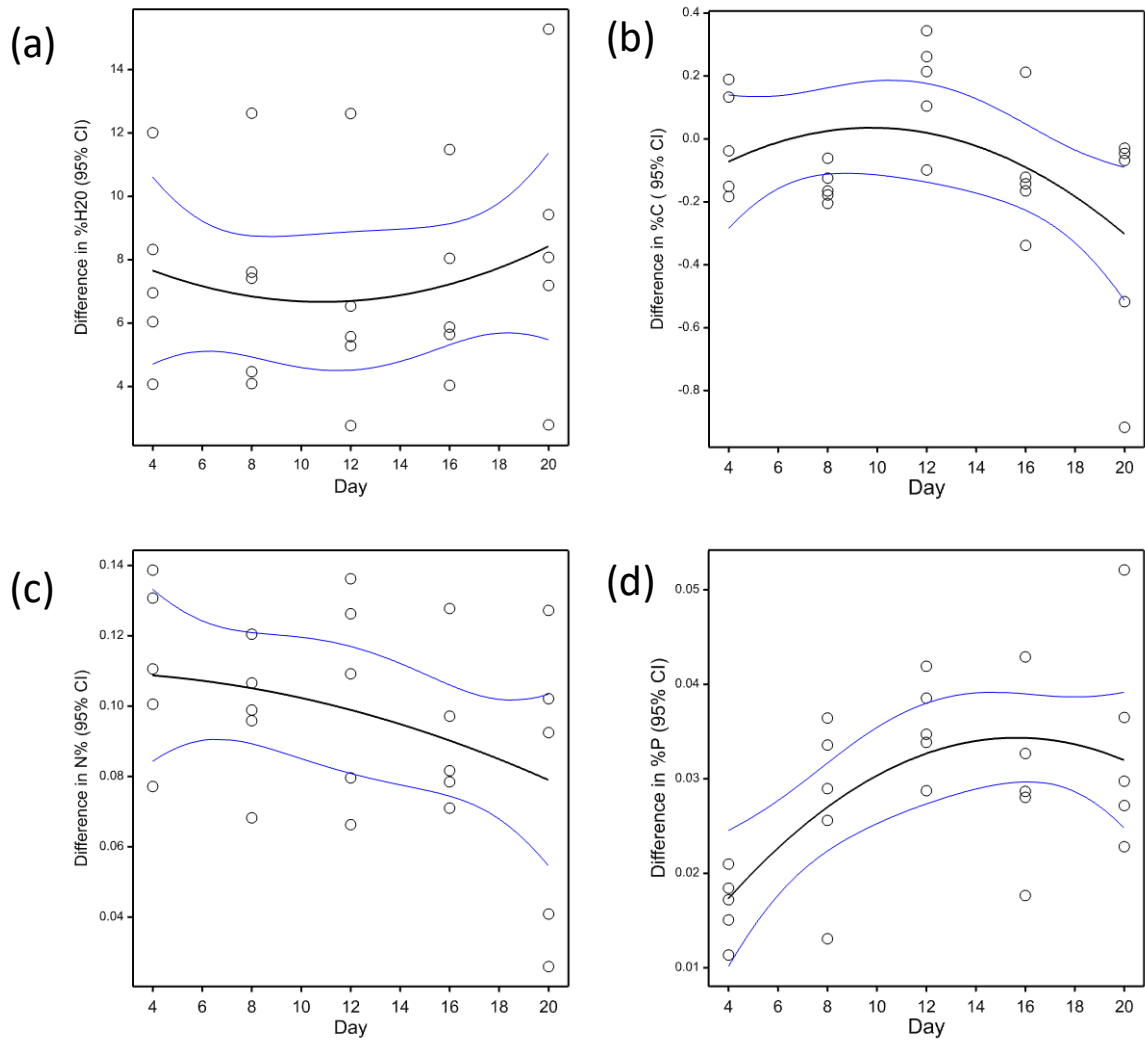 (a)
Difference in %H20 (95% CI)
14
12
10
8
6
4
4 6 8 10 12 14 16 18 20
Day
(b)
Difference in %C ( 95% CI)
0.4
0.2
0.0
-0.2
-0.4
-0.6
-0.8
4 6 8 10 12 14 16 18 20
Day
(c)
Difference in N% (95% CI)
0.14
0.12
0.10
0.08
0.06
0.04
4 6 8 10 12 14 16 18 20
Day
(d)
Difference in %P (95% CI)
0.05
0.04
0.03
0.02
0.01
4 6 8 10 12 14 16 18 20
Day